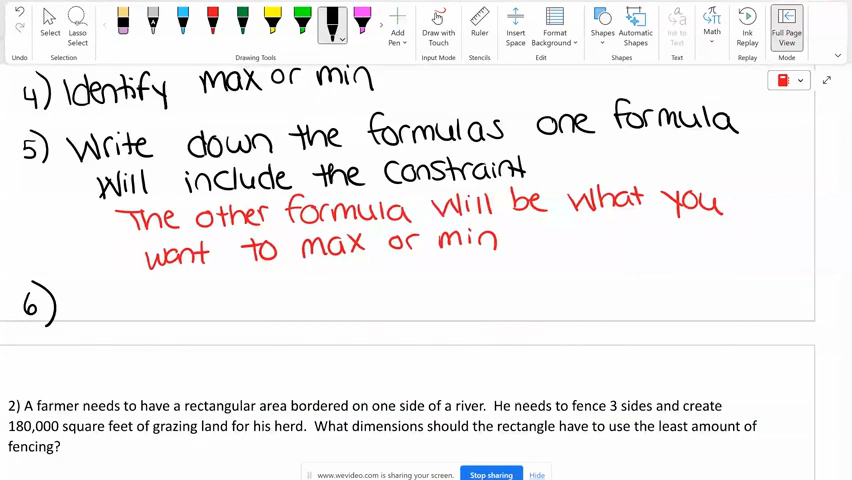 Select
Lasso
Select
Add
Pen
Draw with
Touch
Ruler
Insert
Space
Format
Background
Shapes
Automatic
Shapes
Ink to
Text
Math
Ink
Replay
Full Page
View
Undo
Drawing Tools
Input Mode
Stencils
Edit
Shapes
Text
Math
Replay
Mode
4) Identify max or min
5) Write down the formulas one formula
Will include the constraint
The other formula will be what you
want to max or min
6)
2) A farmer needs to have a rectangular area bordered on one side of a river. He needs to fence 3 sides and create
180,000 square feet of grazing land for his herd. What dimensions should the rectangle have to use the least amount of
fencing?
www.wevideo.com is sharing your screen. Stop sharing Hide